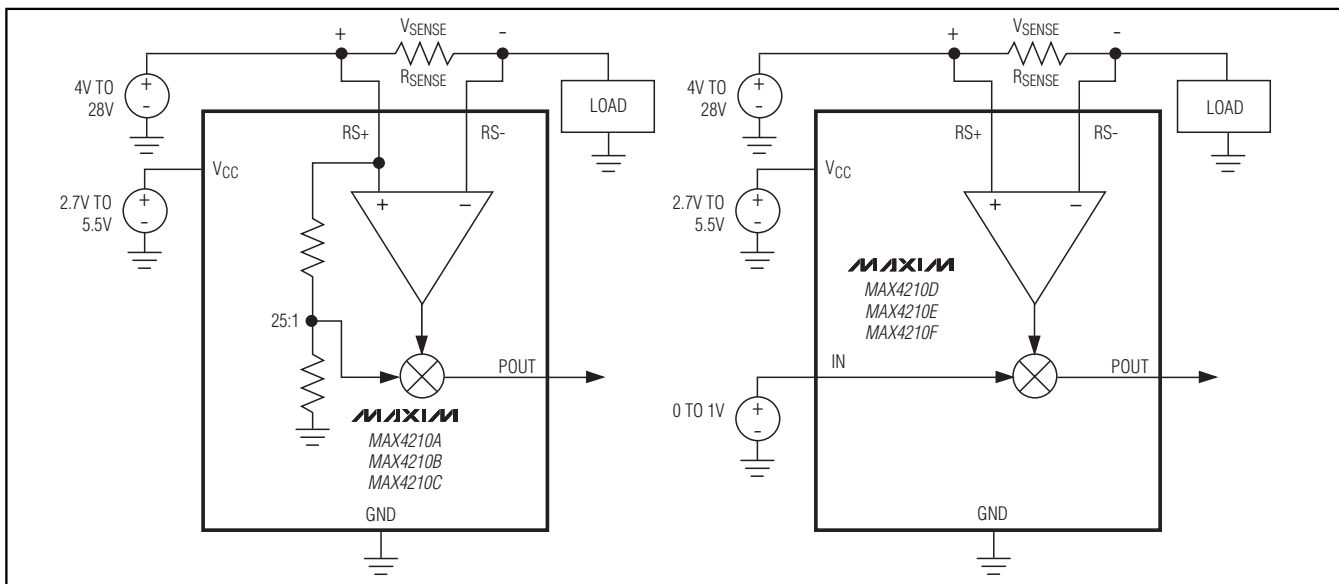 + VSENSE -
RSENSE
4V TO
28V
+
-
LOAD
RS+
RS-
VCC
2.7V TO
5.5V
+
-
+ −
25:1
POUT
MAXIM
MAX4210A
MAX4210B
MAX4210C
GND
+ VSENSE -
RSENSE
4V TO
28V
+
-
LOAD
RS+
RS-
VCC
2.7V TO
5.5V
+
-
+ −
MAXIM
MAX4210D
MAX4210E
MAX4210F
IN
POUT
0 TO 1V
+
-
GND